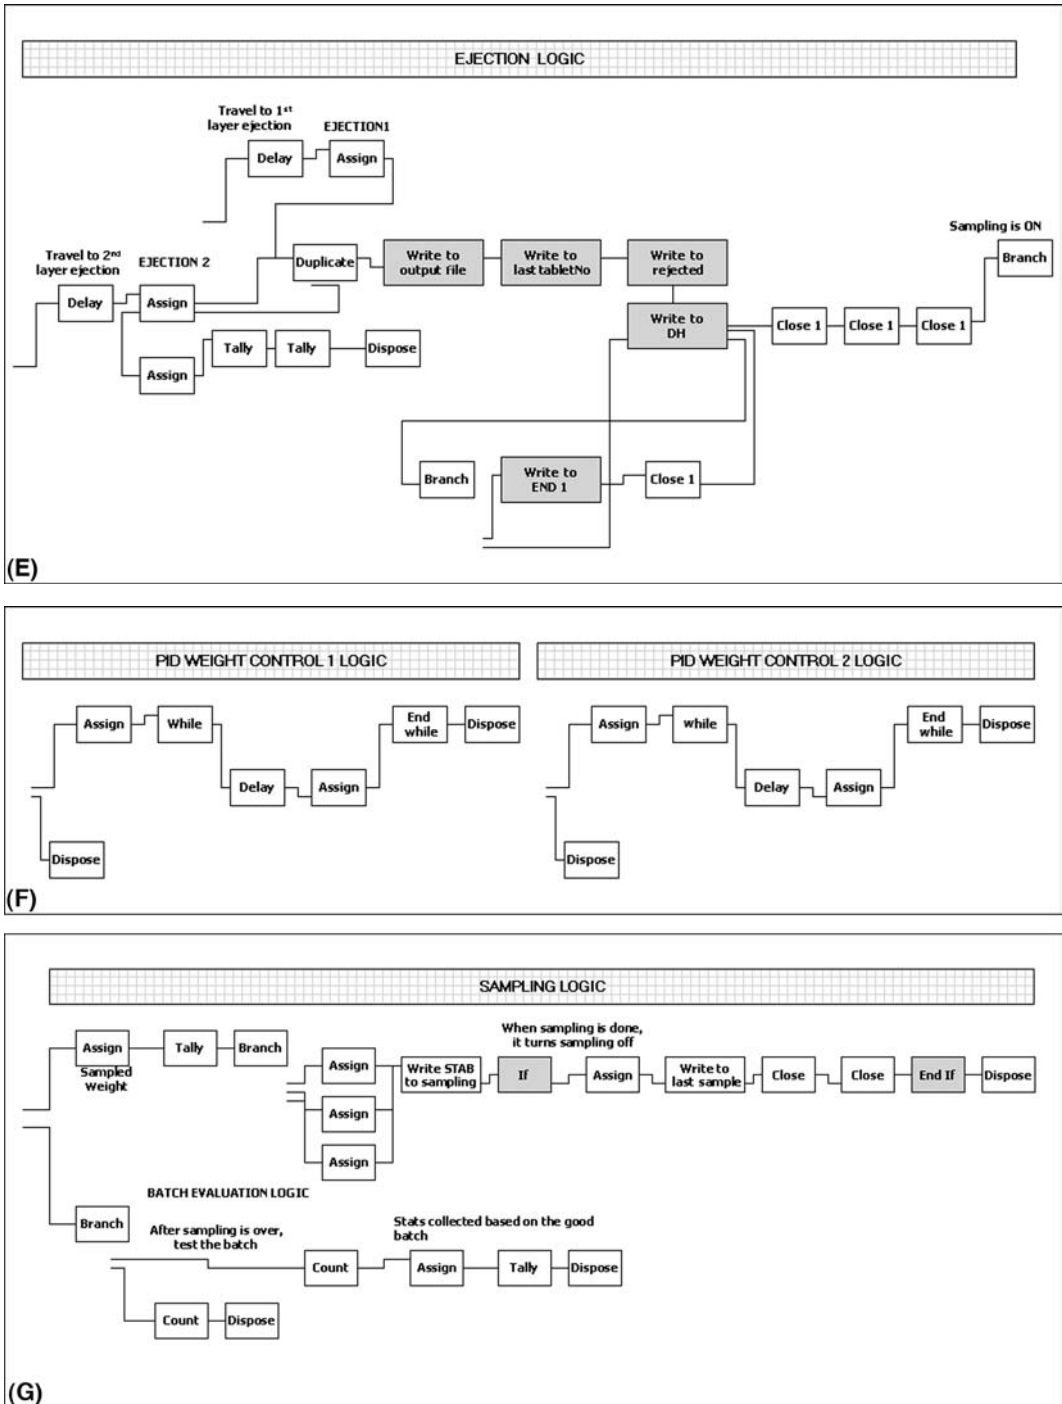 EJECTION LOGIC
Travel to 1st
layer ejection
EJECTION1
Delay
Assign
Travel to 2nd
layer ejection
EJECTION 2
Delay
Assign
Duplicate
Write to
output file
Write to
lasttabletNo
Write to
rejected
Sampling is ON
Branch
Write to
DH
Close 1
Close 1
Close 1
Assign
Tally
Tally
Dispose
Branch
Write to
END 1
Close 1
(E)
PID WEIGHT CONTROL 1 LOGIC
Assign
While
Delay
Assign
End
while
Dispose
Dispose
PID WEIGHT CONTROL 2 LOGIC
Assign
while
Delay
Assign
End
while
Dispose
Dispose
(F)
SAMPLING LOGIC
Assign
Sampled
Weight
Tally
Branch
Assign
Assign
Assign
Write STAB
to sampling
When sampling is done,
it turns sampling off
If
Assign
Write to
last sample
Close
Close
End If
Dispose
Branch
BATCH EVALUATION LOGIC
After sampling is over,
test the batch
Count
Stats collected based on the good
batch
Assign
Tally
Dispose
Count
Dispose
(G)